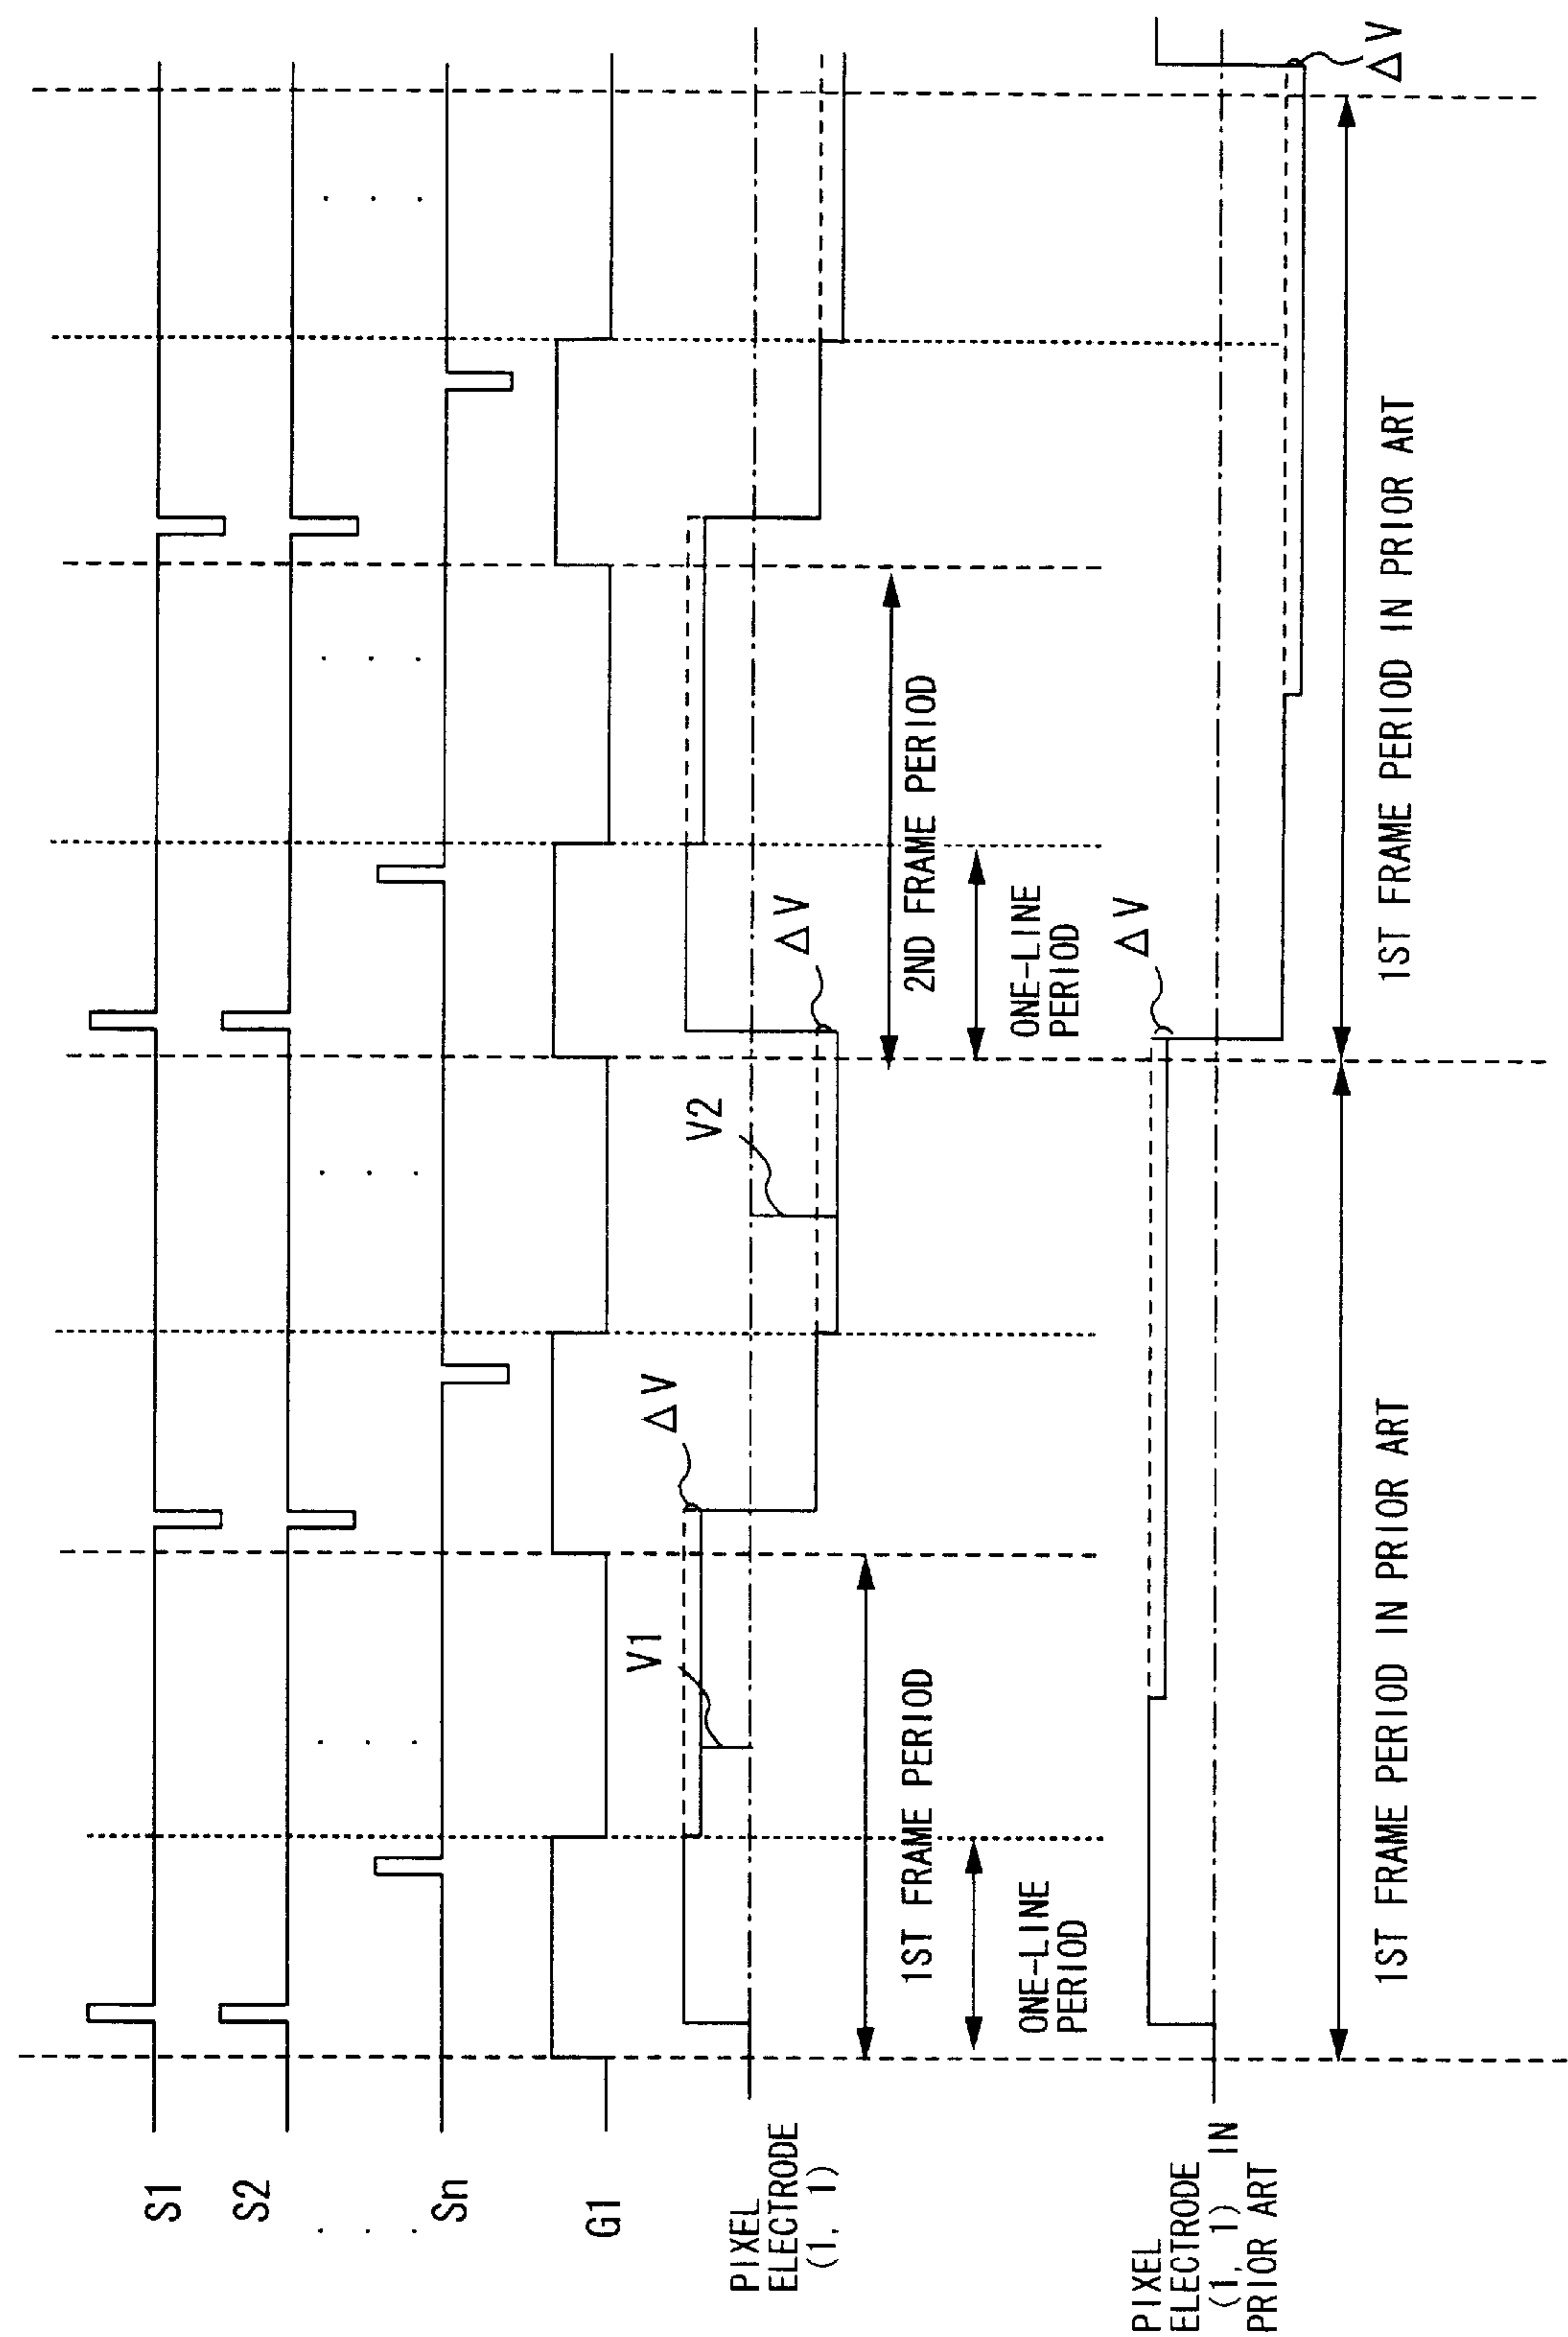 S1
S2
. . .
Sn
G1
PIXEL
ELECTRODE
(1, 1)
V1
ΔV
V2
ΔV
1ST FRAME PERIOD
2ND FRAME PERIOD
ONE-LINE
PERIOD
ONE-LINE
PERIOD
PIXEL
ELECTRODE
(1, 1) IN
PRIOR ART
ΔV
ΔV
1ST FRAME PERIOD IN PRIOR ART
1ST FRAME PERIOD IN PRIOR ART